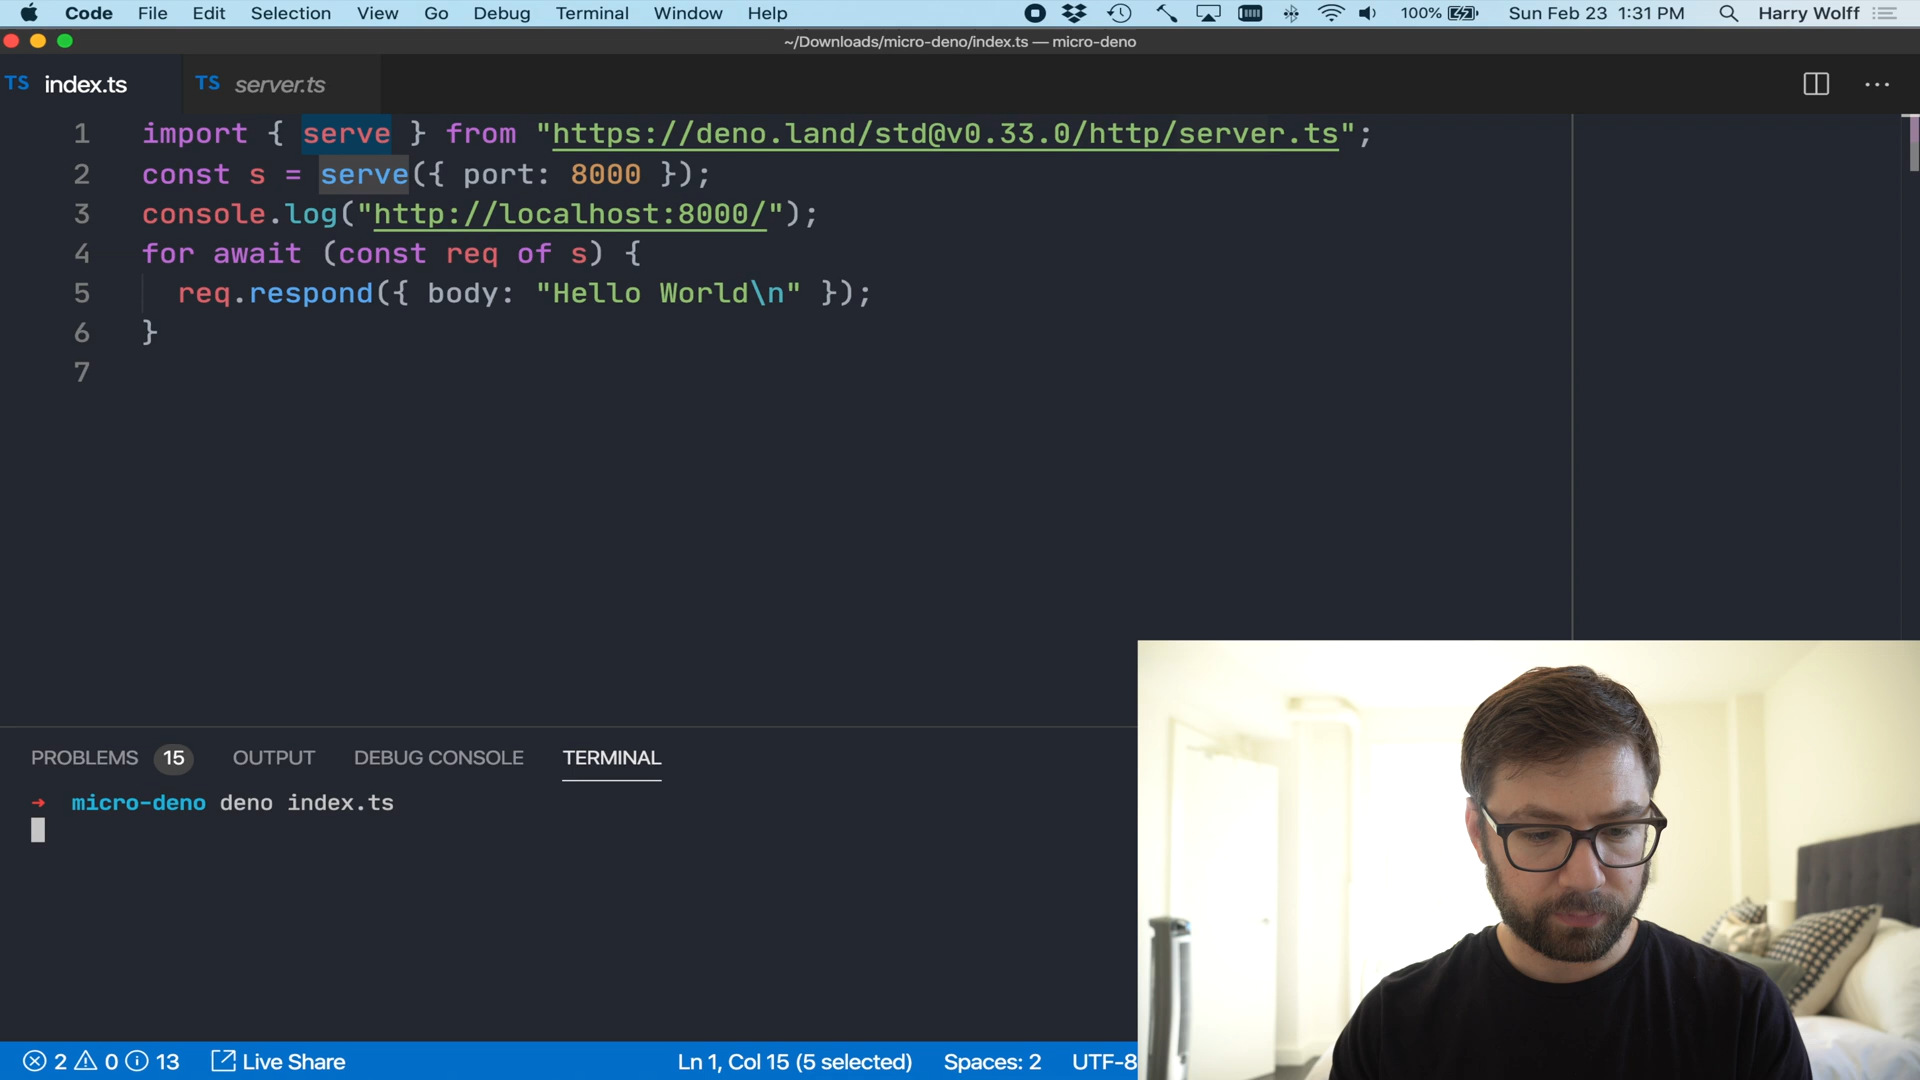 Code File Edit Selection View Go Debug Terminal Window Help 100% Sun Feb 23 1:31 PM Harry Wolff
~/Downloads/micro-deno/index.ts — micro-deno
TS index.ts TS server.ts
1 import { serve } from "https://deno.land/std@v0.33.0/http/server.ts";
2 const s = serve({ port: 8000 });
3 console.log("http://localhost:8000/");
4 for await (const req of s) {
5 req.respond({ body: "Hello World\n" });
6 }
7
PROBLEMS 15 OUTPUT DEBUG CONSOLE TERMINAL
➜ micro-deno deno index.ts
2 0 13 Live Share Ln 1, Col 15 (5 selected) Spaces: 2 UTF-8